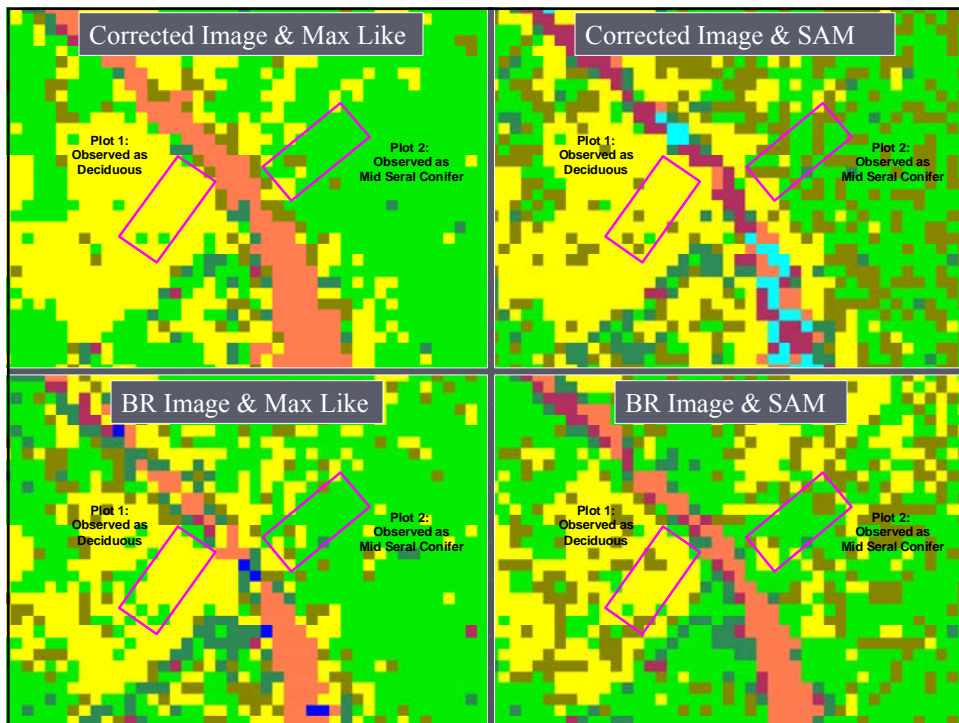 Corrected Image & Max Like
Plot 1:
Observed as
Deciduous
Plot 2:
Observed as
Mid Seral Conifer
Corrected Image & SAM
Plot 1:
Observed as
Deciduous
Plot 2:
Observed as
Mid Seral Conifer
BR Image & Max Like
Plot 1:
Observed as
Deciduous
Plot 2:
Observed as
Mid Seral Conifer
BR Image & SAM
Plot 1:
Observed as
Deciduous
Plot 2:
Observed as
Mid Seral Conifer